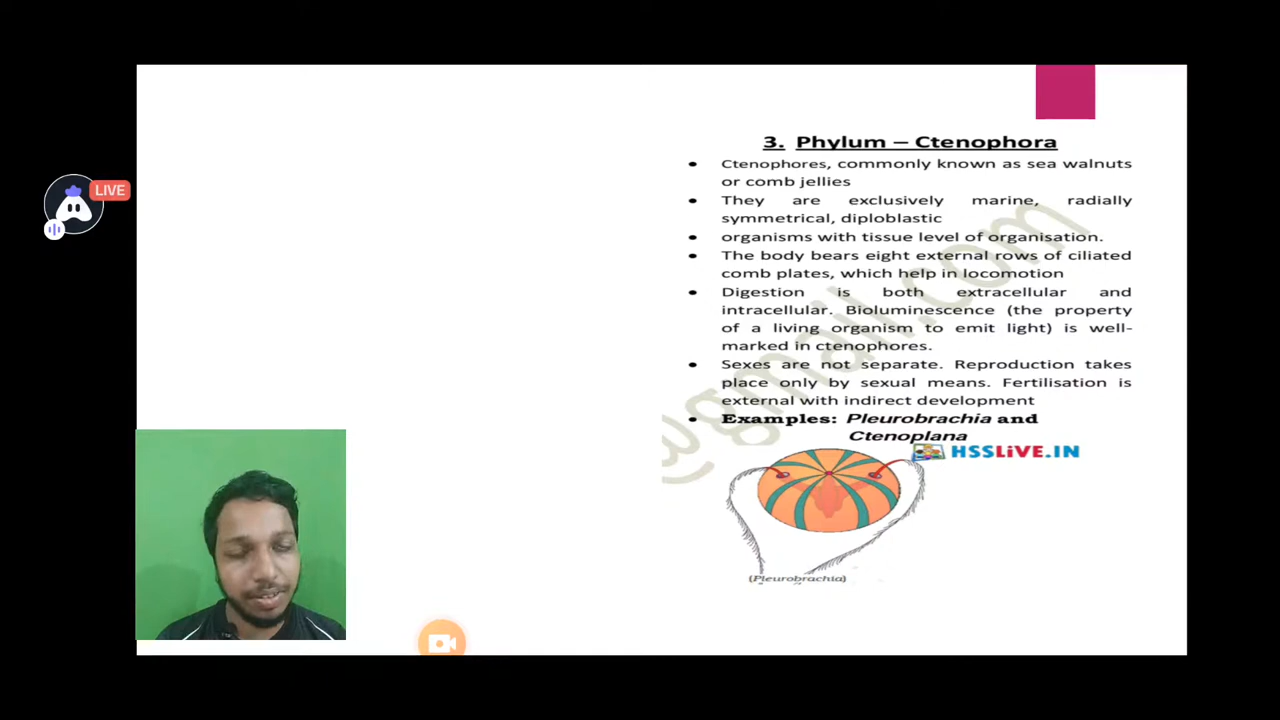 LIVE
3. Phylum – Ctenophora
• Ctenophores, commonly known as sea walnuts
or comb jellies
• They are exclusively marine, radially
symmetrical, diploblastic
• organisms with tissue level of organisation.
• The body bears eight external rows of ciliated
comb plates, which help in locomotion
• Digestion is both extracellular and
intracellular. Bioluminescence (the property
of a living organism to emit light) is well-
marked in ctenophores.
• Sexes are not separate. Reproduction takes
place only by sexual means. Fertilisation is
external with indirect development
• Examples: Pleurobrachia and
Ctenoplana
HSSLiVE.IN
(Pleurobrachia)
@gmail.com